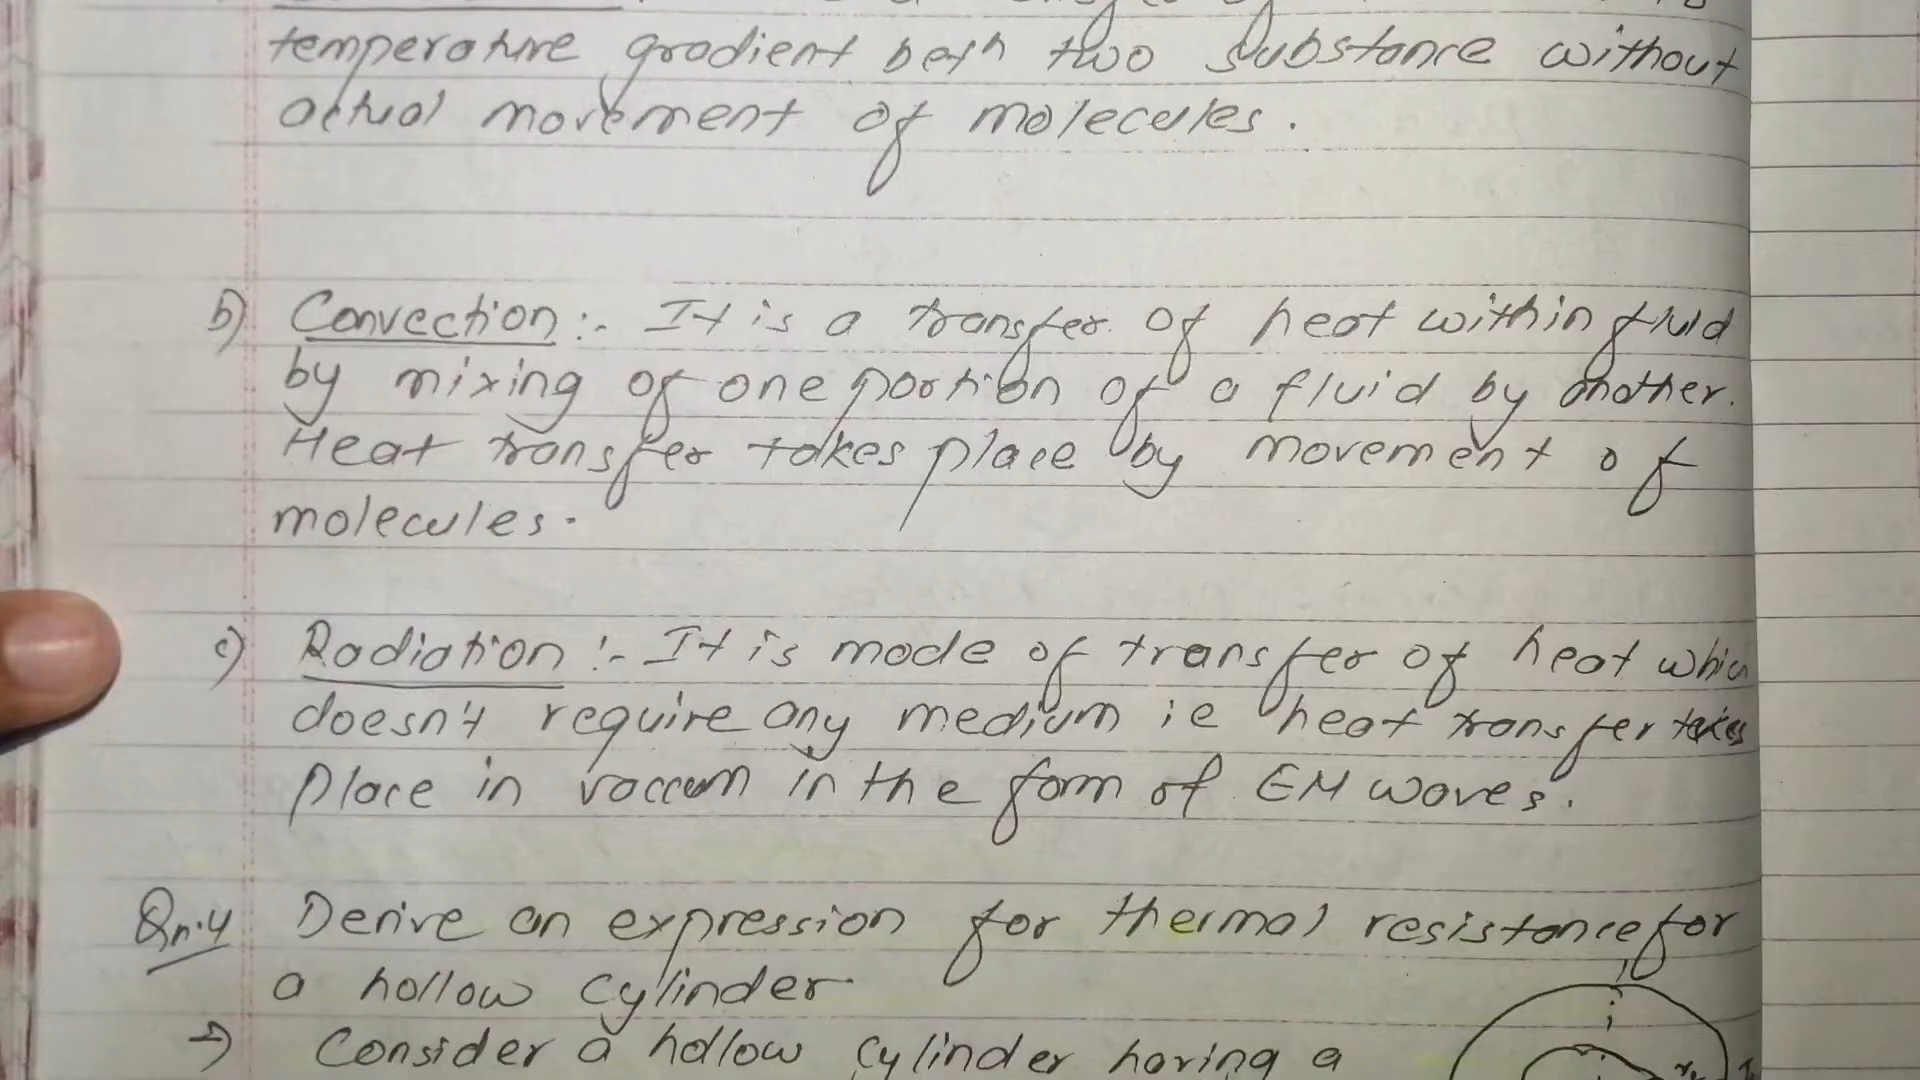 temperature gradient betn two substance without
actual movement of molecules.
b) Convection:- It is a transfer of heat within fluid
by mixing of one portion of a fluid by another.
Heat transfer takes place by movement of
molecules.
c) Radiation:- It is mode of transfer of heat which
doesn't require any medium ie heat transfer takes
place in vaccum in the form of EM waves.
Qn.4 Derive an expression for thermal resistance for
a hollow cylinder
=> Consider a hollow cylinder having a